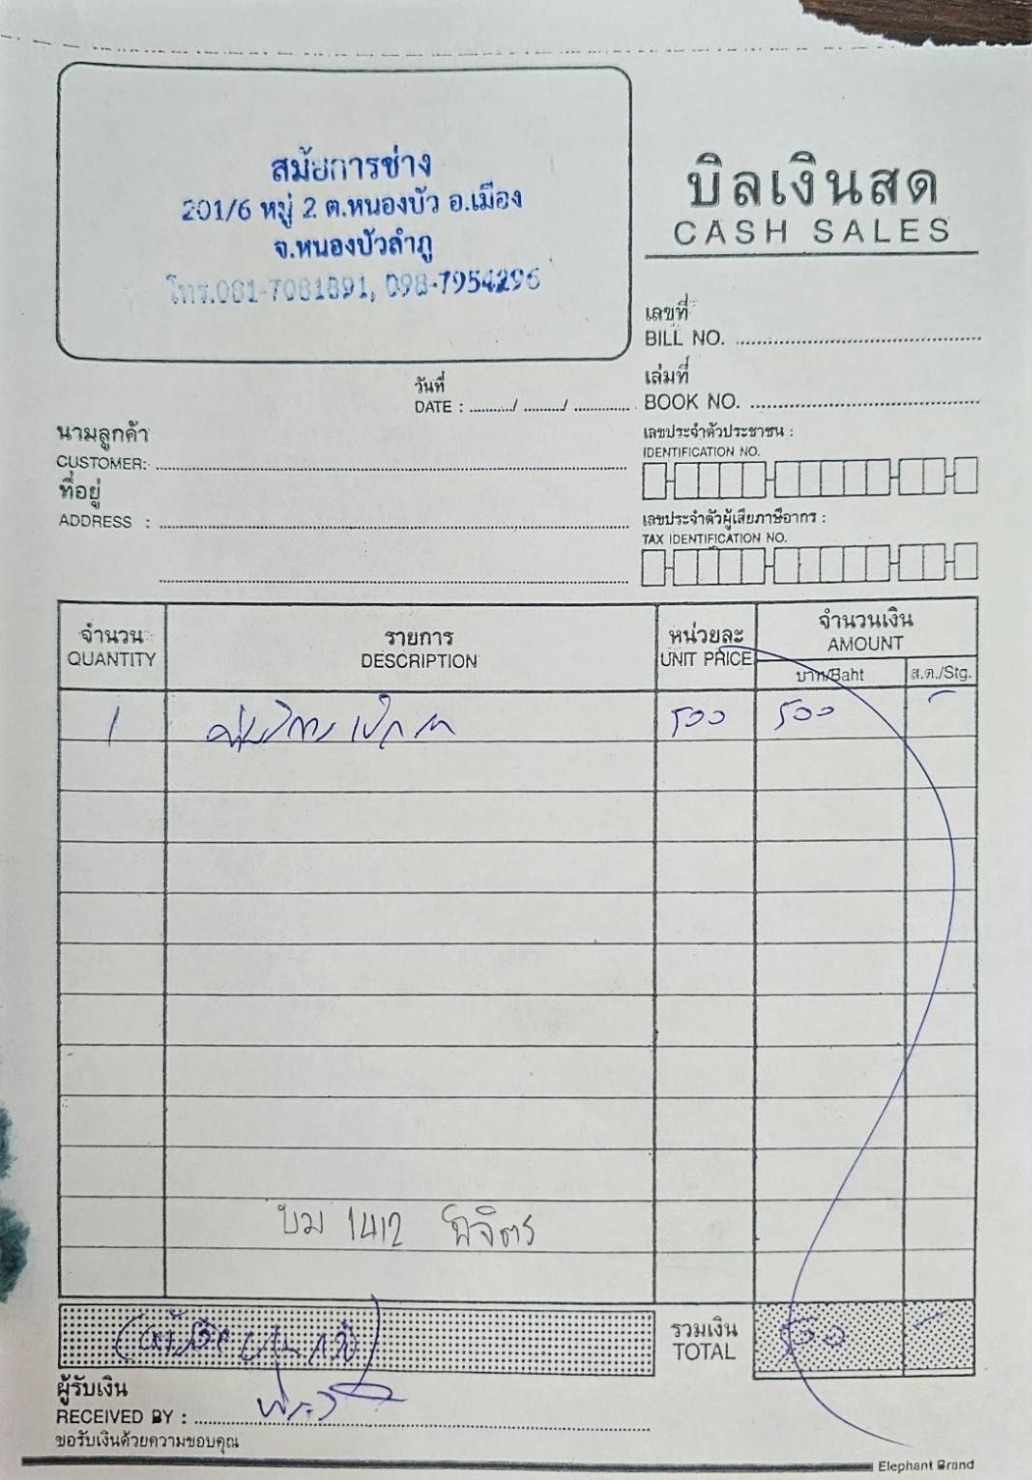 สมัยการช่าง
201/6 หมู่ 2 ต.หนองบัว อ.เมือง
จ.หนองบัวลำภู
โทร.081-7081891, 098-7954296
บิลเงินสด
CASH SALES
เลขที่
BILL NO.
เล่มที่
BOOK NO.
วันที่
DATE : ......../ ......../ ............
นามลูกค้า
CUSTOMER:
ที่อยู่
ADDRESS :
เลขประจำตัวประชาชน :
IDENTIFICATION NO.
เลขประจำตัวผู้เสียภาษีอากร :
TAX IDENTIFICATION NO.
จำนวน รายการ หน่วยละ จำนวนเงิน
QUANTITY DESCRIPTION UNIT PRICE AMOUNT
บาท/Baht ส.ต./Stg.
1 500 500 -
บม 1412 พิจิตร
รวมเงิน
TOTAL
500 -
ผู้รับเงิน
RECEIVED BY :
ขอรับเงินด้วยความขอบคุณ
Elephant Brand